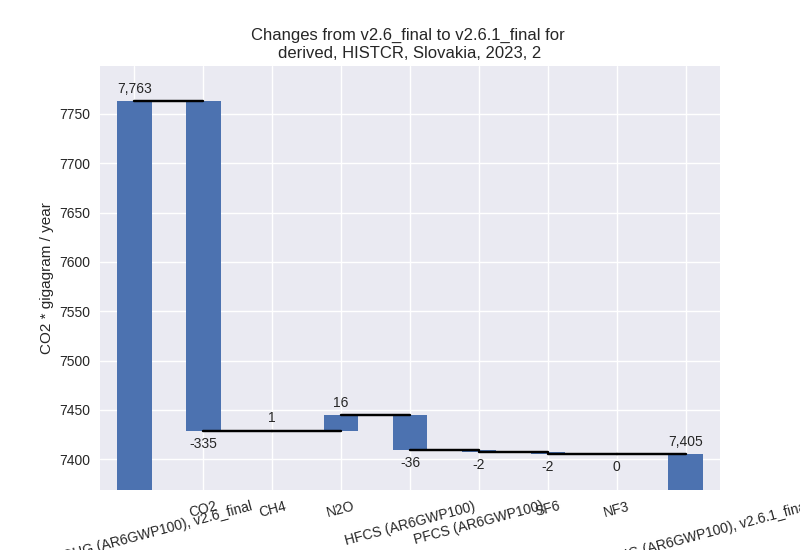 Changes from v2.6_final to v2.6.1_final for
derived, HISTCR, Slovakia, 2023, 2
CO2 * gigagram / year
7750
7700
7650
7600
7550
7500
7450
7400
7,763
-335
1
16
-36
-2
-2
0
7,405
(AR6GWP100), v2.6_final
CO2
CH4
N2O
HFCS (AR6GWP100)
PFCS (AR6GWP100)
SF6
NF3
(AR6GWP100), v2.6.1_final